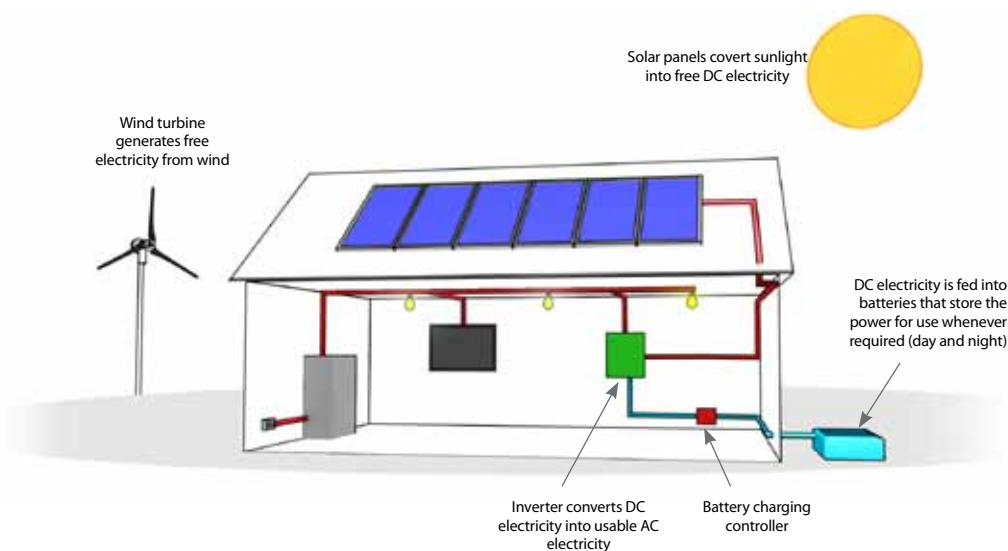 Solar panels covert sunlight
into free DC electricity
Wind turbine
generates free
electricity from wind
DC electricity is fed into
batteries that store the
power for use whenever
required (day and night)
Inverter converts DC
electricity into usable AC
electricity
Battery charging
controller